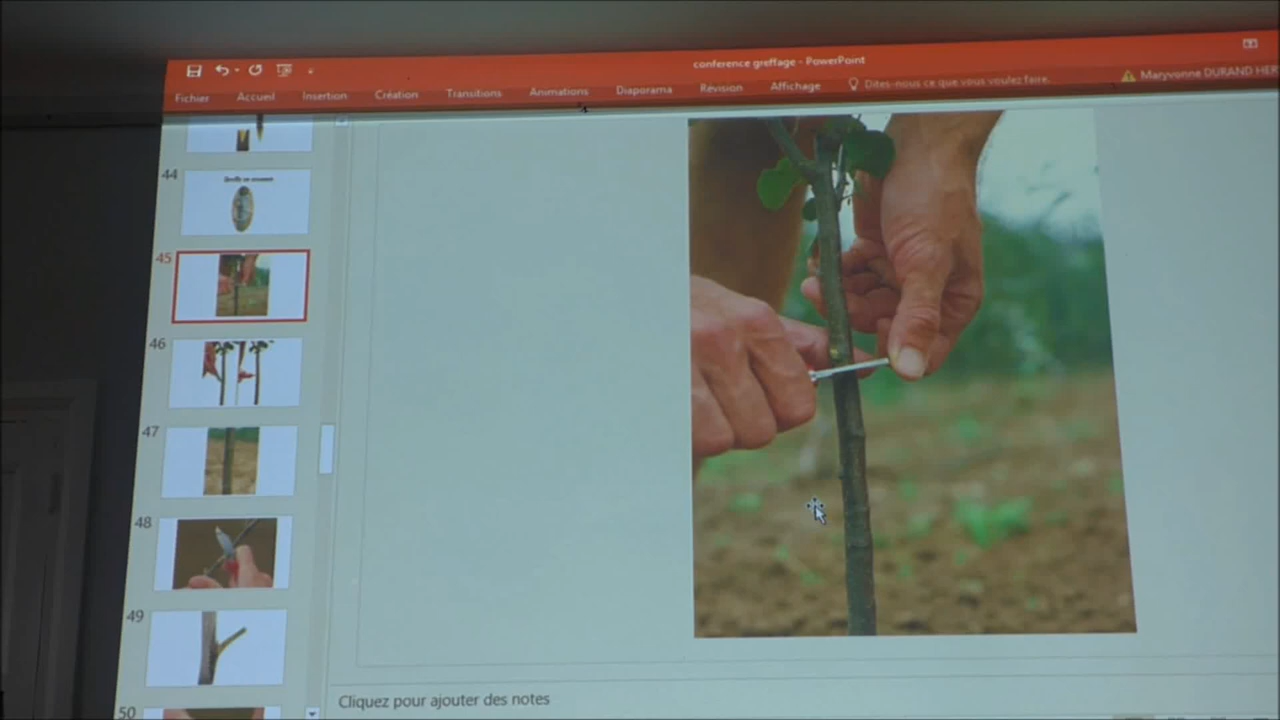 conference greffage - PowerPoint
Fichier Accueil Insertion Création Transitions Animations Diaporama Révision Affichage Dites-nous ce que vous voulez faire. Maryvonne DURAND HER
44
45
46
47
48
49
50
Cliquez pour ajouter des notes